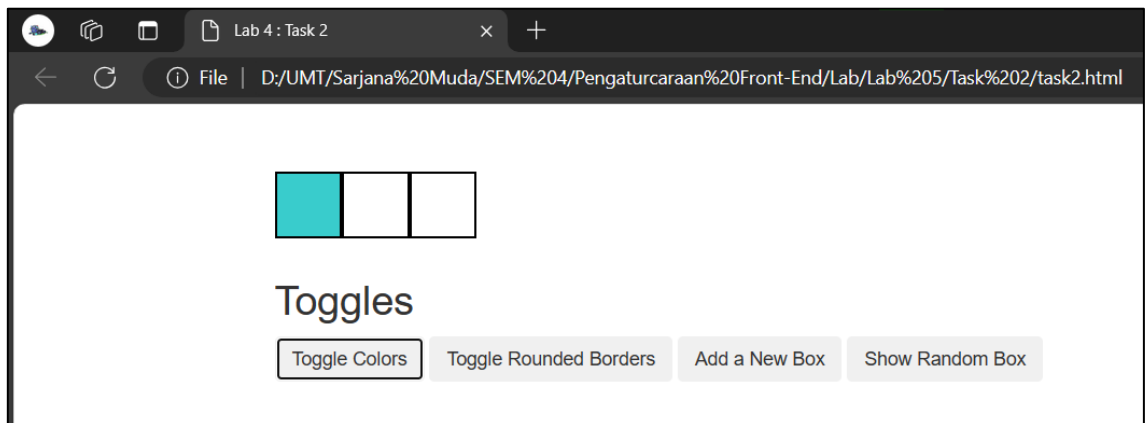 Lab 4 : Task 2
File | D:/UMT/Sarjana%20Muda/SEM%204/Pengaturcaraan%20Front-End/Lab/Lab%205/Task%202/task2.html
Toggles
Toggle Colors Toggle Rounded Borders Add a New Box Show Random Box